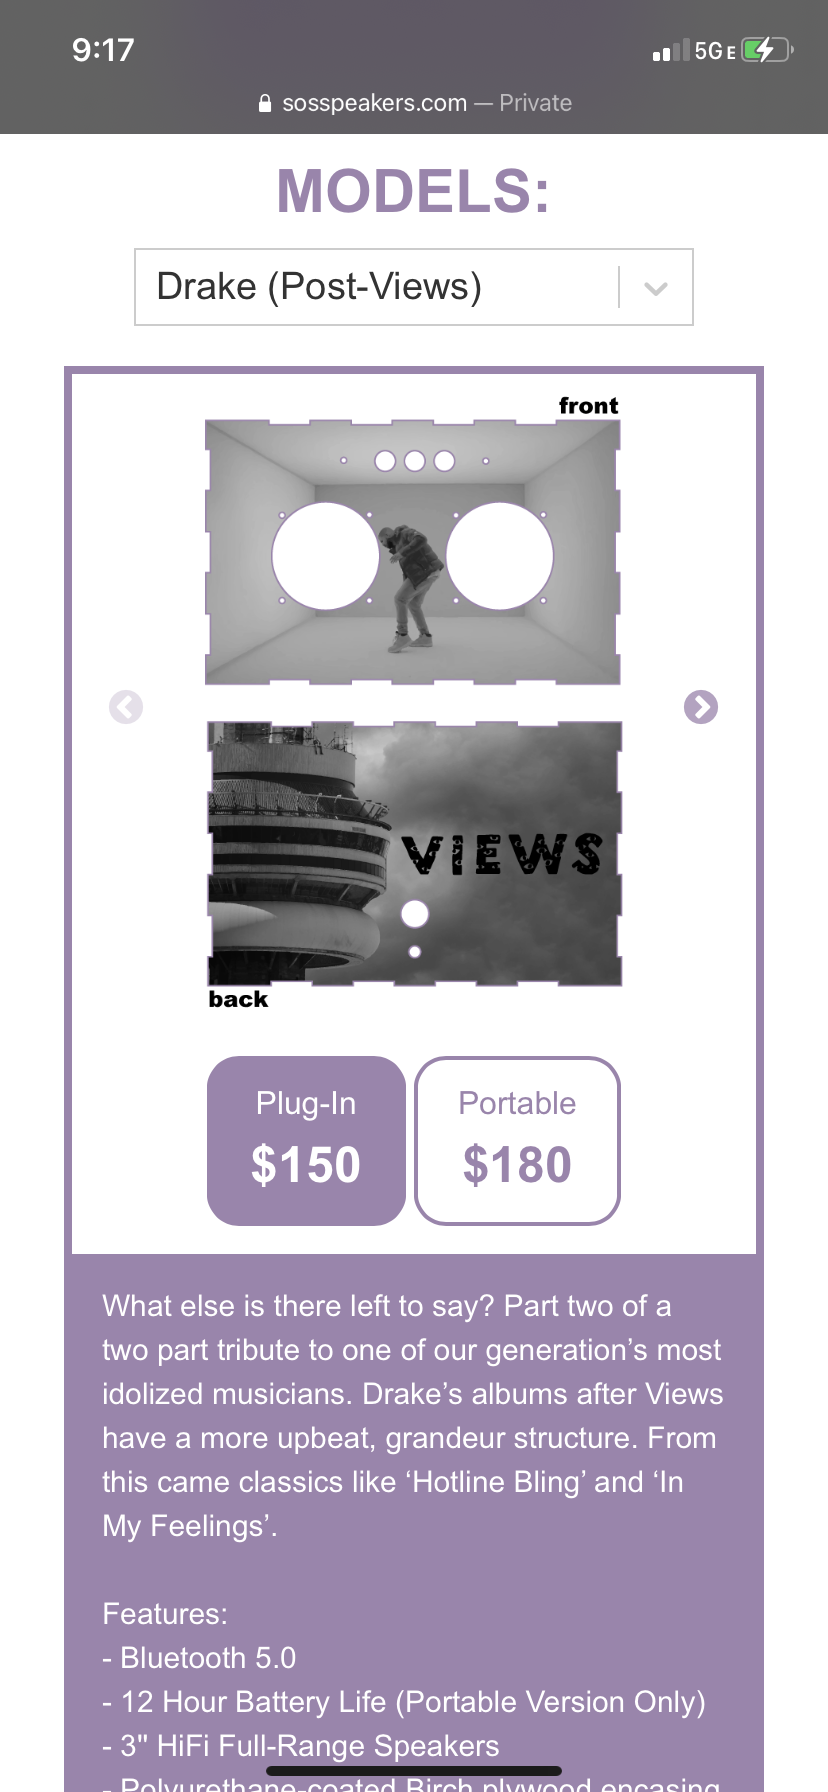 9:17
5G E
sosspeakers.com — Private
MODELS:
Drake (Post-Views)
front
VIEWS
back
Plug-In
$150
Portable
$180
What else is there left to say? Part two of a
two part tribute to one of our generation’s most
idolized musicians. Drake’s albums after Views
have a more upbeat, grandeur structure. From
this came classics like ‘Hotline Bling’ and ‘In
My Feelings’.
Features:
- Bluetooth 5.0
- 12 Hour Battery Life (Portable Version Only)
- 3" HiFi Full-Range Speakers
- Polyurethane-coated Birch plywood encasing